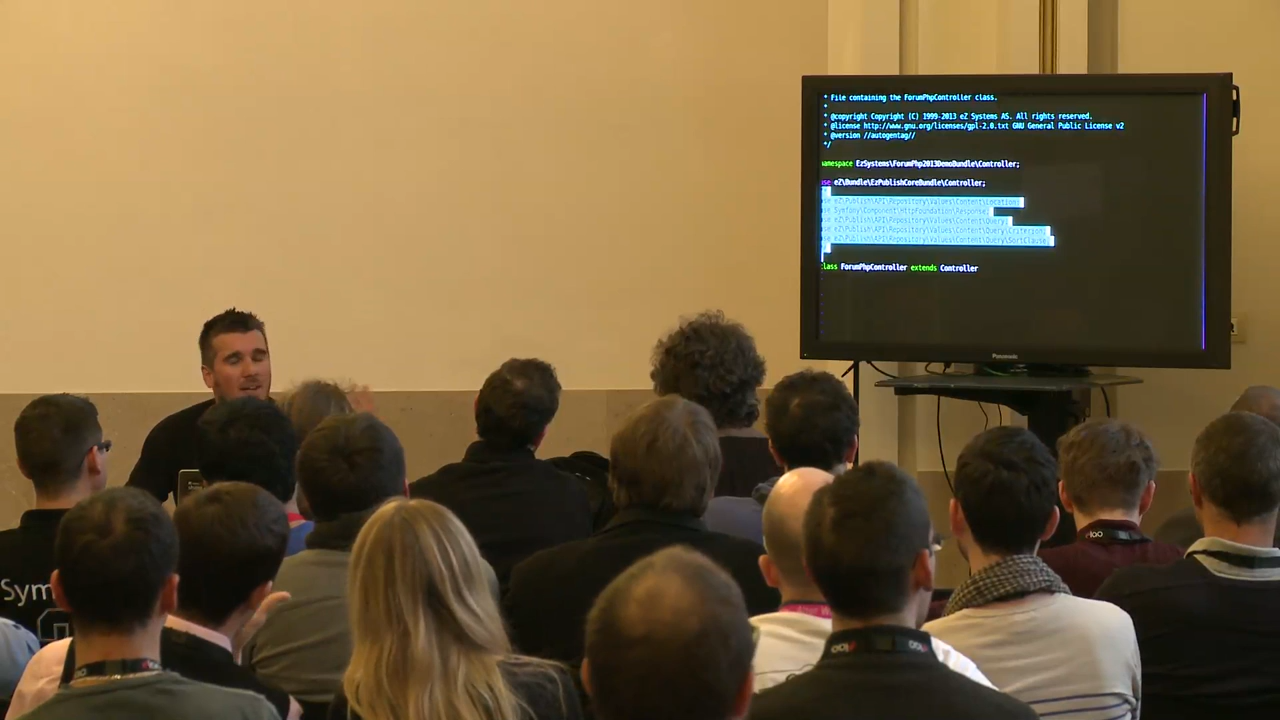 * File containing the ForumPhpController class.
*
* @copyright Copyright (C) 1999-2013 eZ Systems AS. All rights reserved.
* @license http://www.gnu.org/licenses/gpl-2.0.txt GNU General Public License v2
* @version //autogentag//
*/
namespace EzSystems\ForumPhp2013DemoBundle\Controller;
use eZ\Bundle\EzPublishCoreBundle\Controller;
use eZ\Publish\API\Repository\Values\Content\Location;
use Symfony\Component\HttpFoundation\Response;
use eZ\Publish\API\Repository\Values\Content\Query;
use eZ\Publish\API\Repository\Values\Content\Query\Criterion;
use eZ\Publish\API\Repository\Values\Content\Query\SortClause;
class ForumPhpController extends Controller
Panasonic
Sym